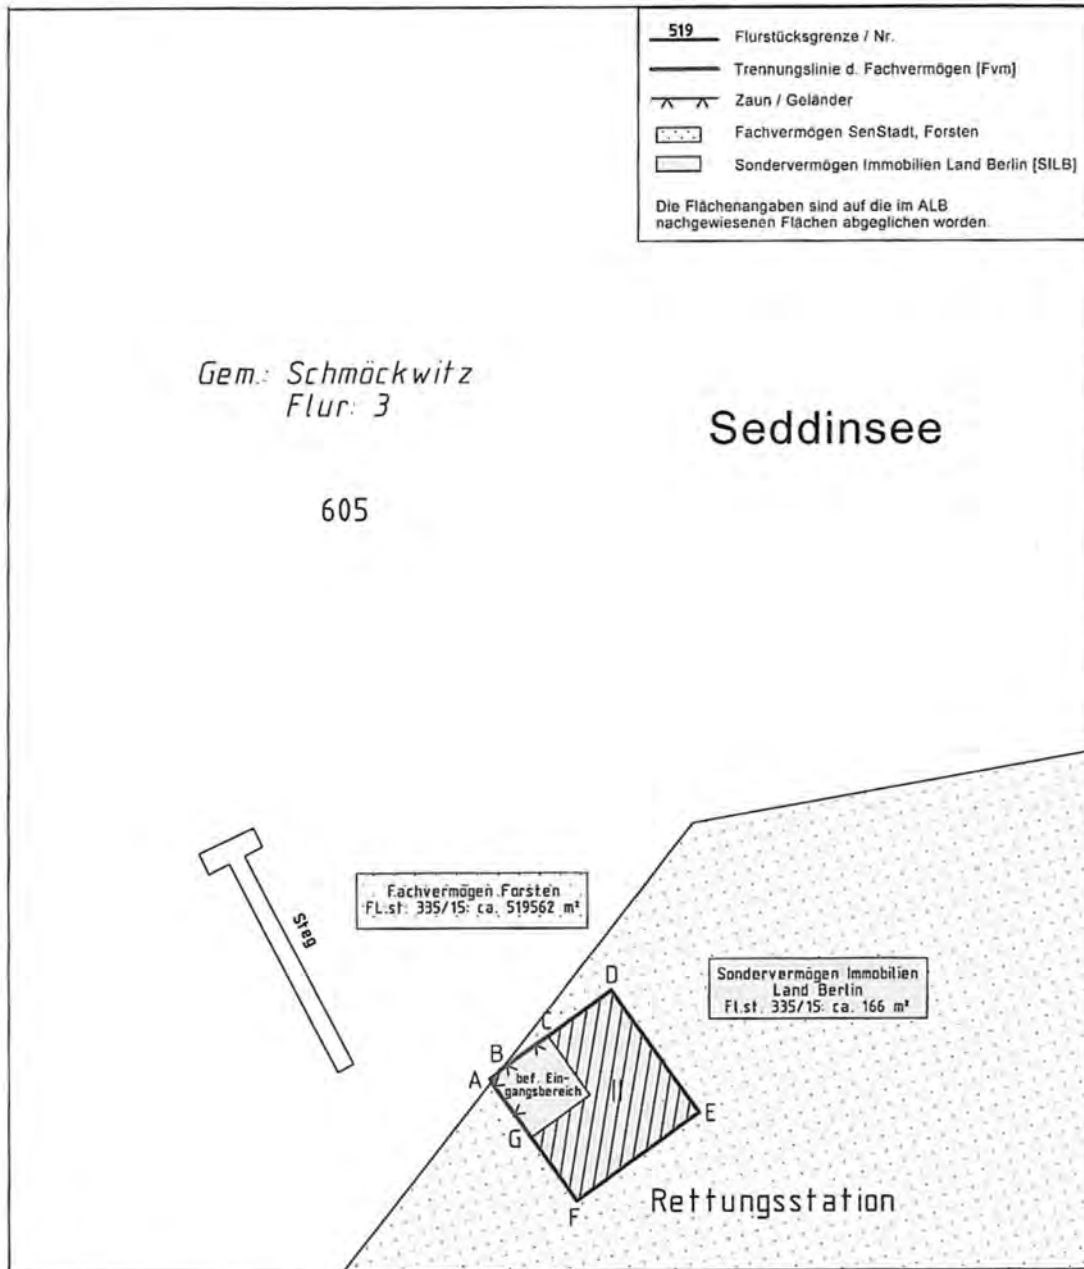 519 Flurstücksgrenze / Nr.
Trennungslinie d. Fachvermögen [Fvm]
Zaun / Geländer
Fachvermögen SenStadt, Forsten
Sondervermögen Immobilien Land Berlin [SILB]
Die Flächenangaben sind auf die im ALB
nachgewiesenen Flächen abgeglichen worden.
Gem.: Schmöckwitz
Flur: 3
Seddinsee
605
Steg
Fachvermögen Forsten
Fl.st. 335/15: ca. 519562 m²
Sondervermögen Immobilien
Land Berlin
Fl.st. 335/15: ca. 166 m²
D
C
B
A
bef. Ein-
gangsbereich
II
E
G
F
Rettungsstation